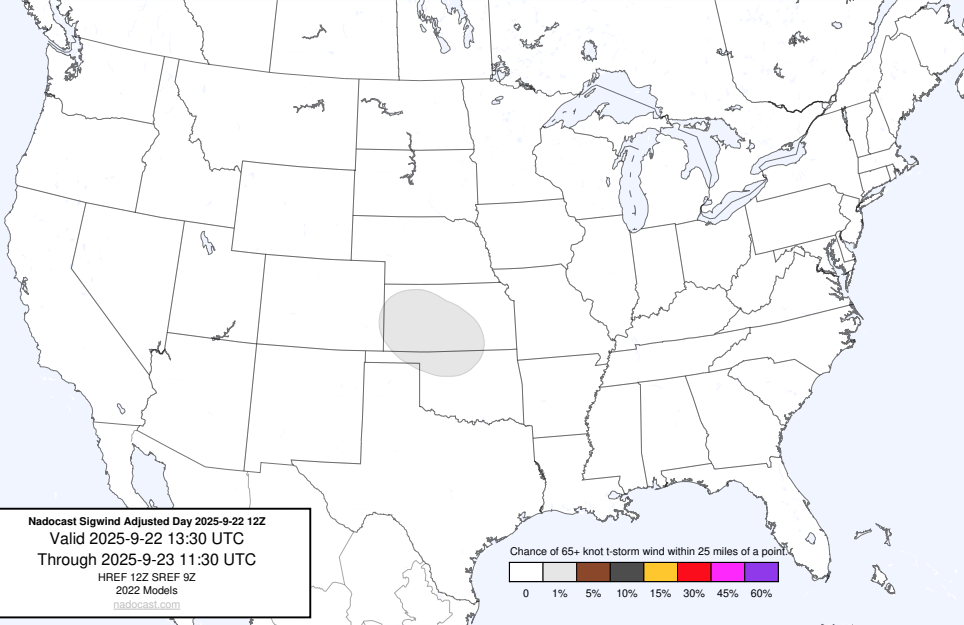 Nadocast Sigwind Adjusted Day 2025-9-22 12Z
Valid 2025-9-22 13:30 UTC
Through 2025-9-23 11:30 UTC
HREF 12Z SREF 9Z
2022 Models
nadocast.com
Chance of 65+ knot t-storm wind within 25 miles of a point.
0 1% 5% 10% 15% 30% 45% 60%